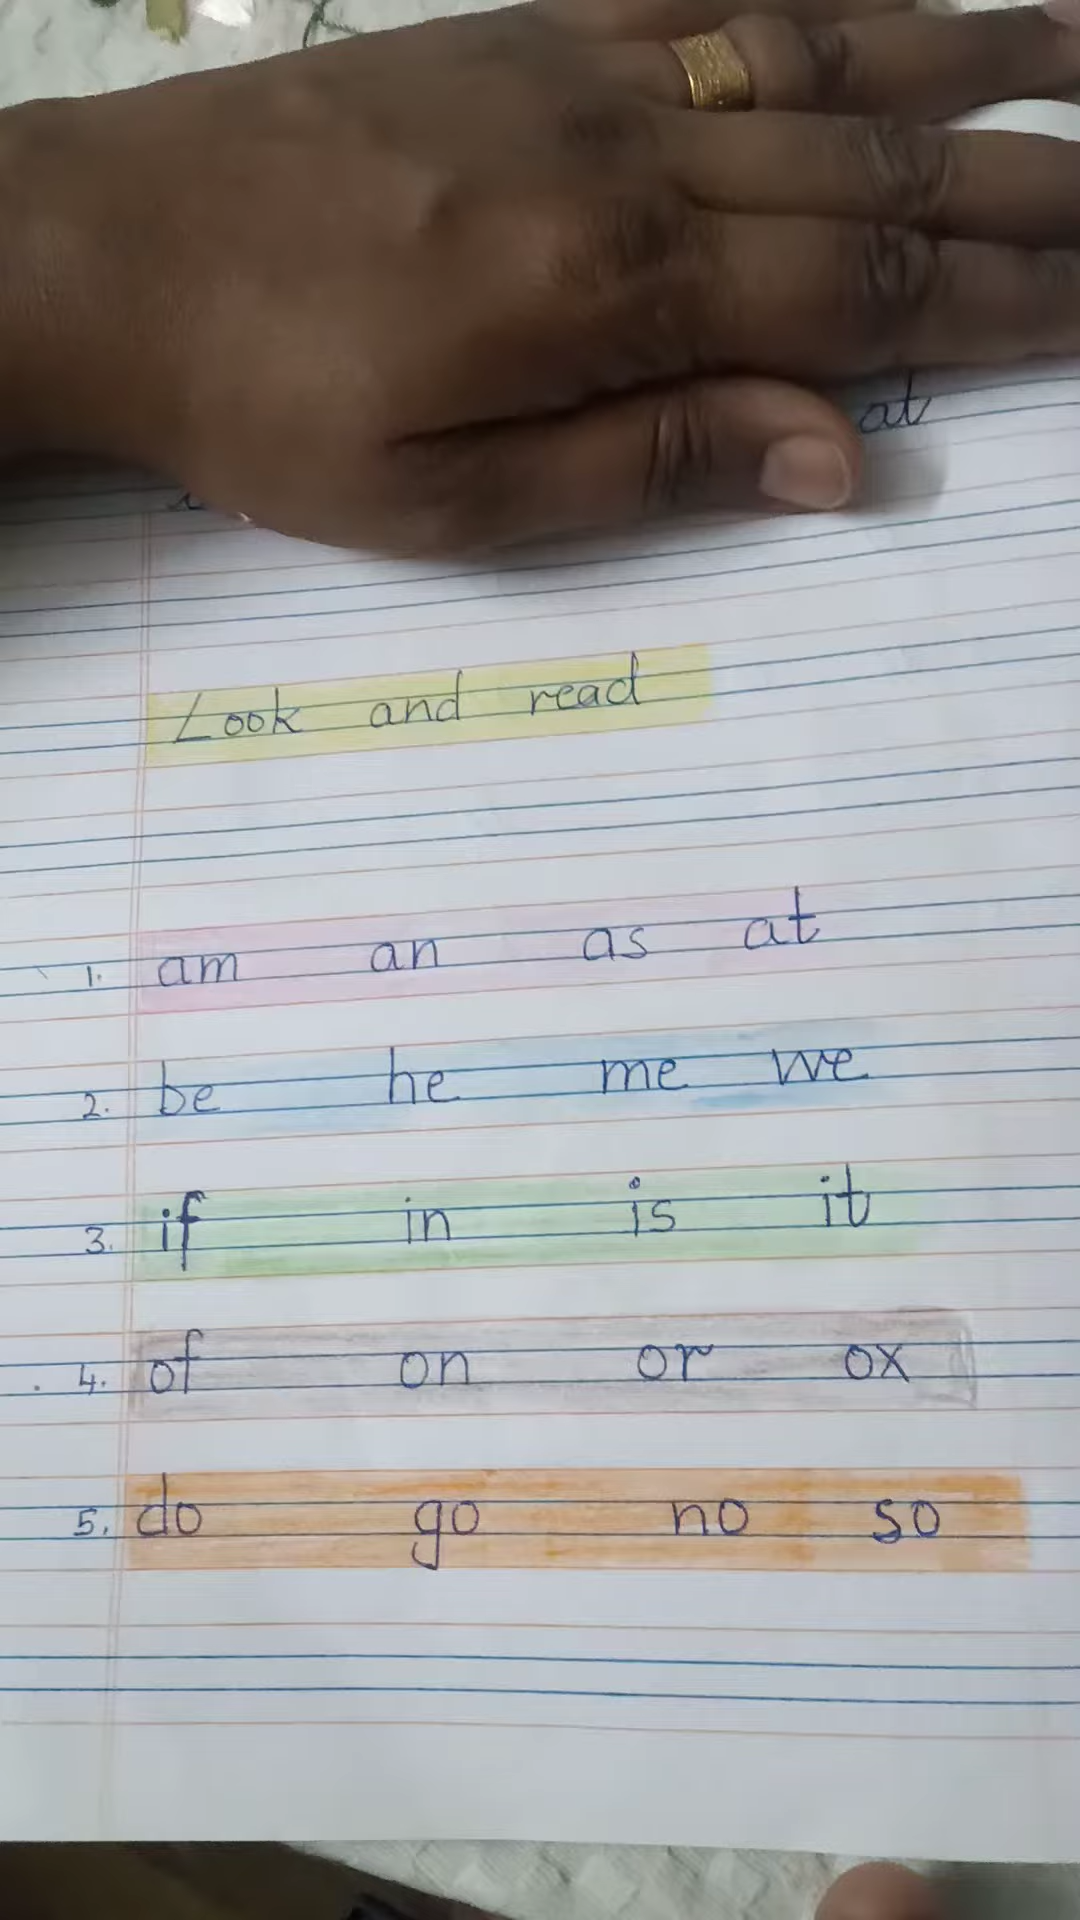 at
Look and read
1. am an as at
2. be he me we
3. if in is it
4. of on or ox
5. do go no so